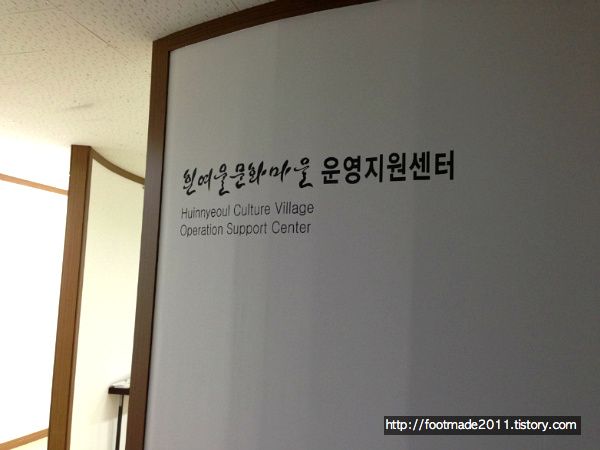 흰여울문화마을 운영지원센터
Huinnyeoul Culture Village
Operation Support Center
http://footmade2011.tistory.com